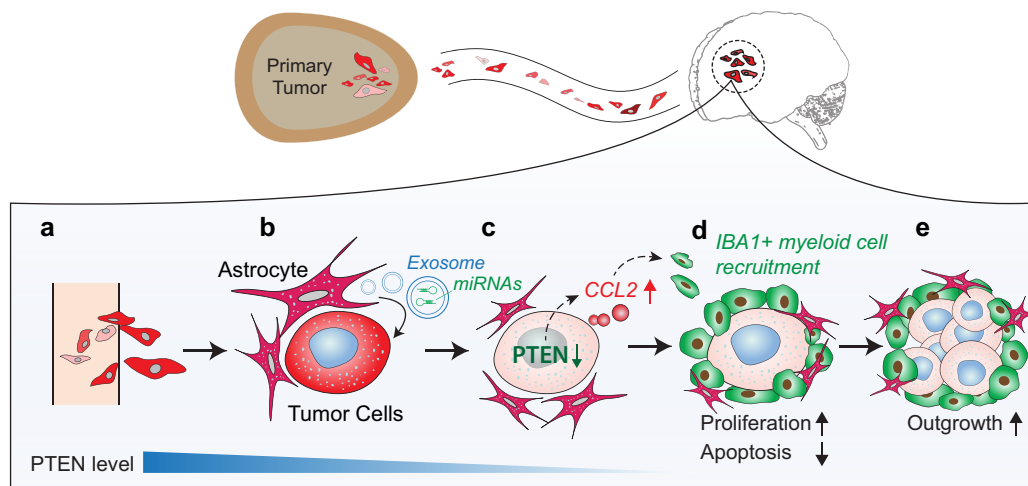 Primary
Tumor
a
b
c
d
e
Astrocyte
Exosome
miRNAs
Tumor Cells
CCL2
PTEN
IBA1+ myeloid cell
recruitment
Proliferation
Apoptosis
Outgrowth
PTEN level